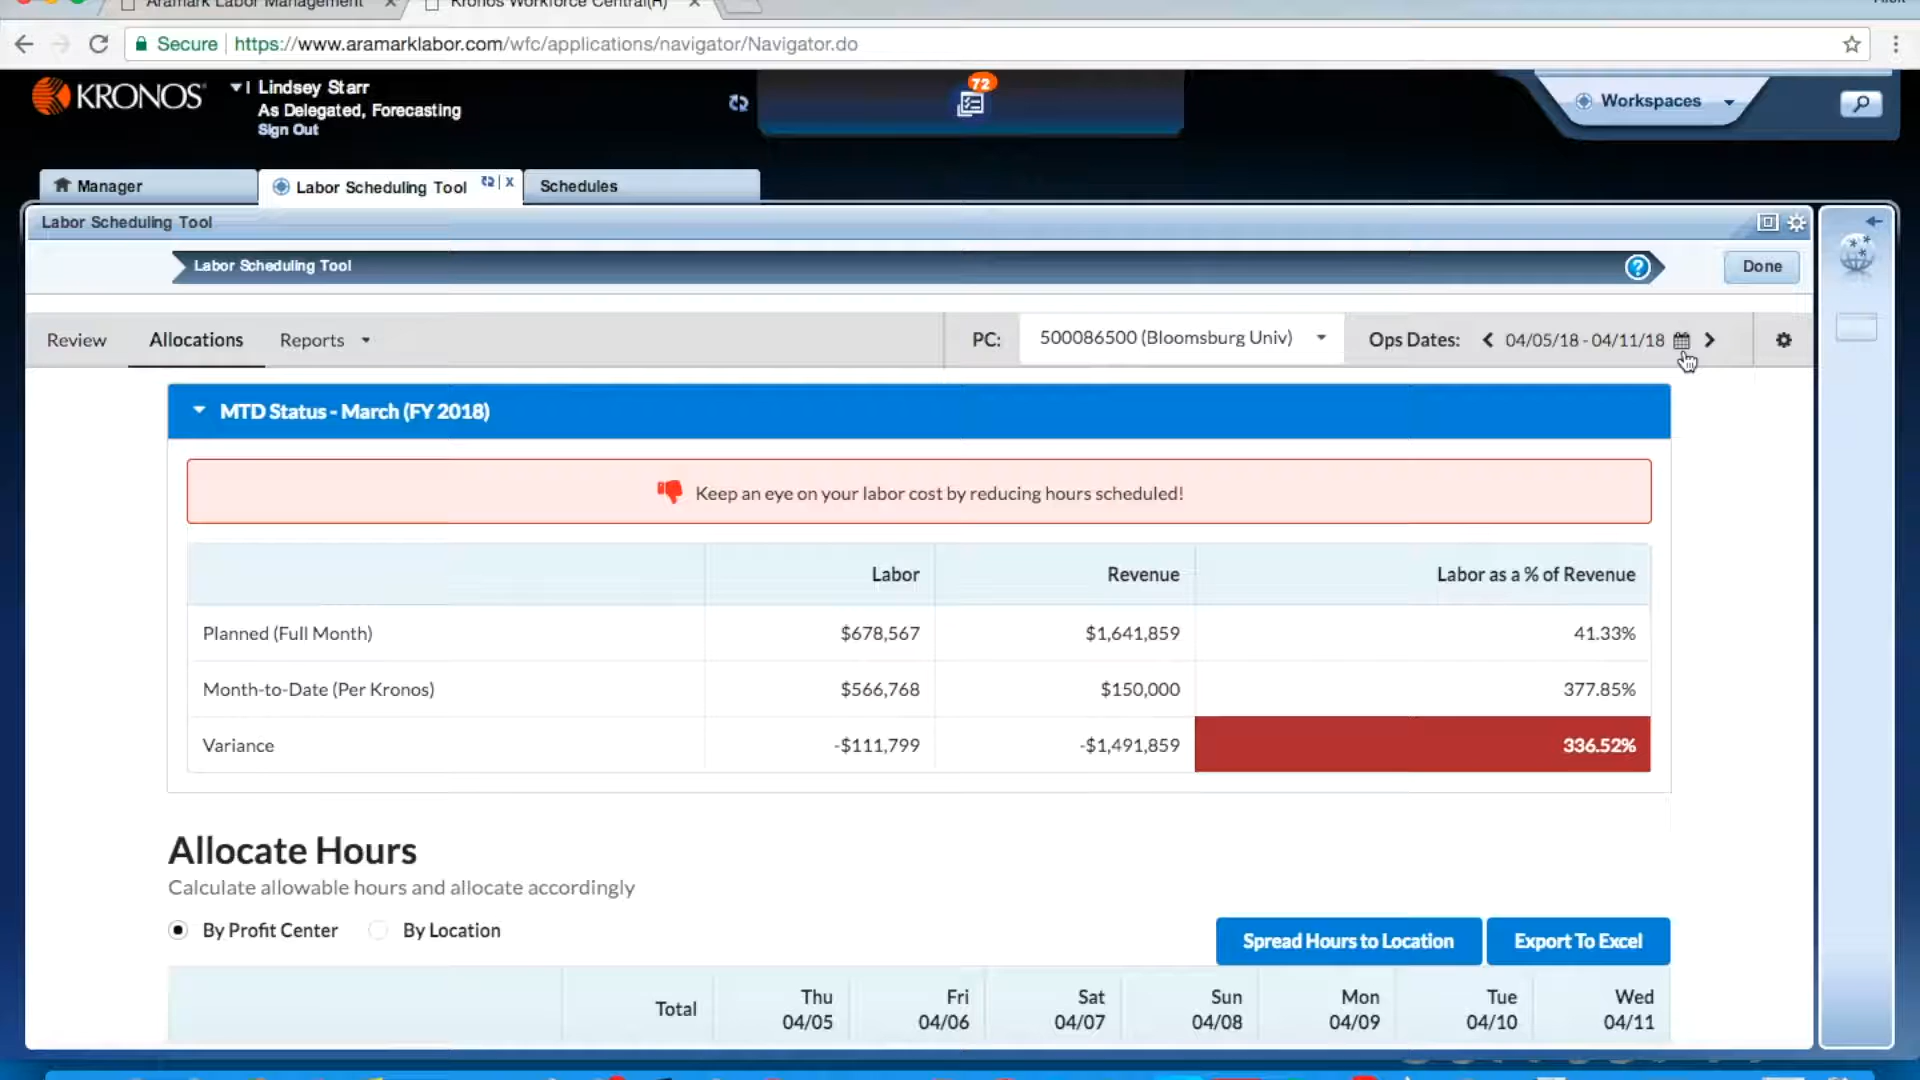 Aramark Labor Management
Kronos Workforce Central(R)
Secure https://www.aramarklabor.com/wfc/applications/navigator/Navigator.do
KRONOS
Lindsey Starr
As Delegated, Forecasting
Sign Out
72
Workspaces
Manager
Labor Scheduling Tool
X
Schedules
Labor Scheduling Tool
Labor Scheduling Tool
?
Done
Review
Allocations
Reports
PC:
500086500 (Bloomsburg Univ)
Ops Dates:
04/05/18 - 04/11/18
MTD Status - March (FY 2018)
Keep an eye on your labor cost by reducing hours scheduled!
Labor Revenue Labor as a % of Revenue
Planned (Full Month) $678,567 $1,641,859 41.33%
Month-to-Date (Per Kronos) $566,768 $150,000 377.85%
Variance -$111,799 -$1,491,859 336.52%
Allocate Hours
Calculate allowable hours and allocate accordingly
By Profit Center
By Location
Spread Hours to Location
Export To Excel
Total
Thu
04/05
Fri
04/06
Sat
04/07
Sun
04/08
Mon
04/09
Tue
04/10
Wed
04/11